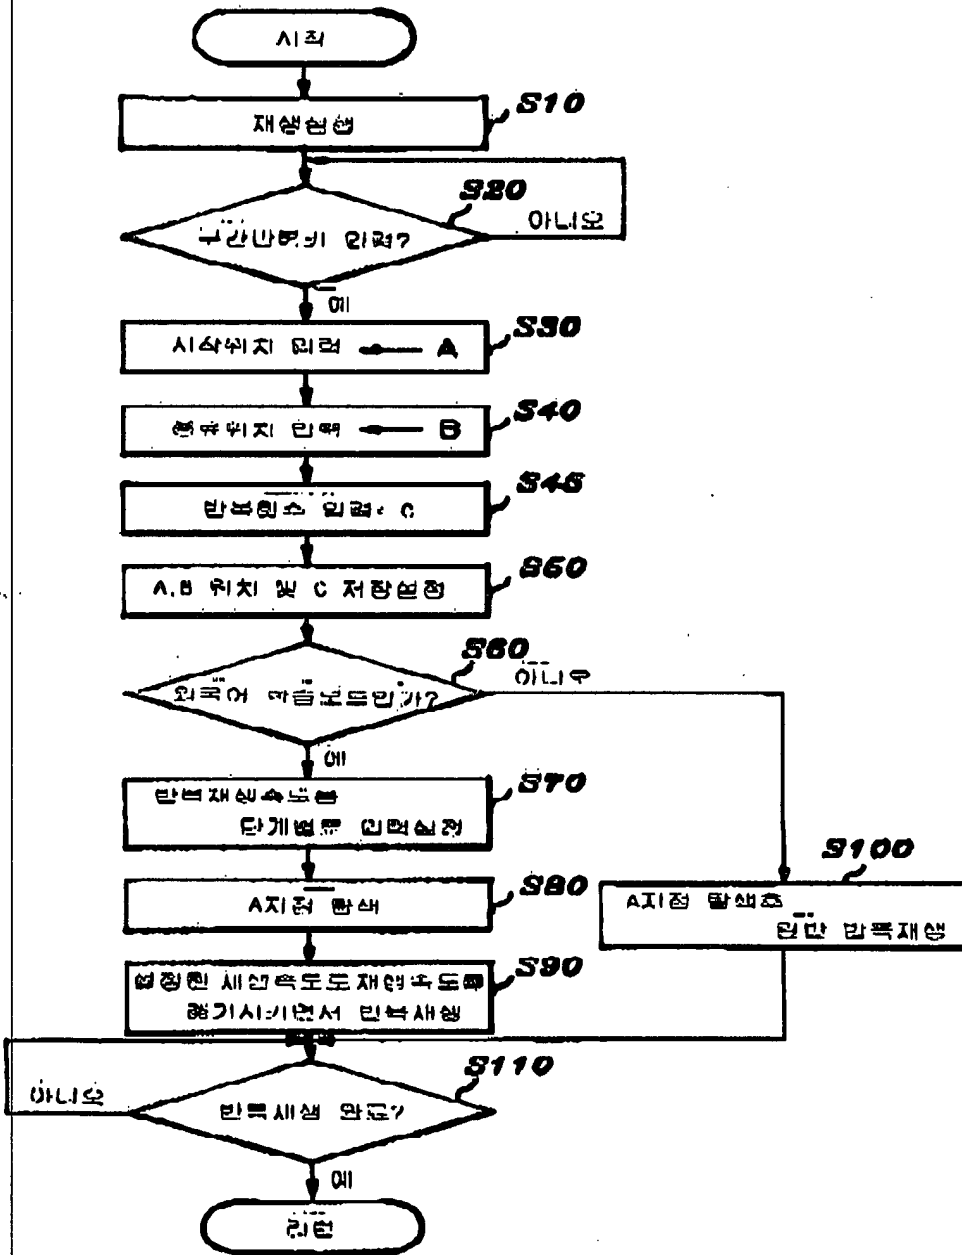 시작
S10
재생실행
S20
구간반복키 입력?
아니오
예
S30
시작위치 입력 A
S40
종료위치 입력 B
S45
반복횟수 입력: C
S50
A,B 위치 및 C 저장설정
S60
외국어 학습모드인가?
아니오
예
S70
반복재생속도를
단계별로 입력설정
S80
A지점 탐색
S100
A지점 탐색후
일반 반복재생
S90
설정된 재생속도로 재생속도를
증가시키면서 반복재생
S110
반복재생 완료?
아니오
예
리턴